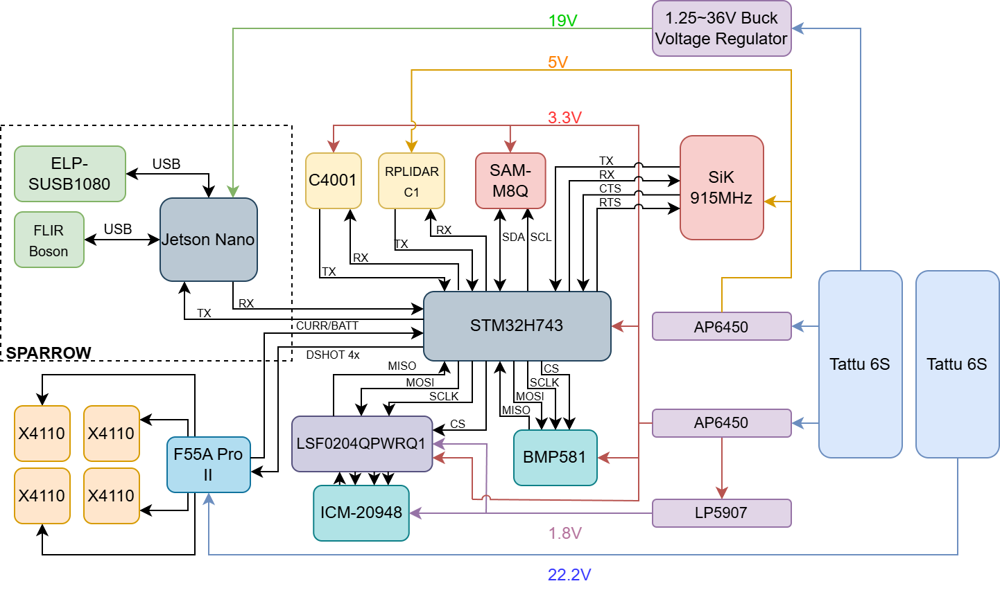 19V
1.25~36V Buck
Voltage Regulator
5V
3.3V
ELP-
SUSB1080
USB
C4001
RPLIDAR
C1
SAM-
M8Q
TX
RX
CTS
RTS
SiK
915MHz
FLIR
Boson
USB
Jetson Nano
TX
RX
TX
RX
SDA
SCL
TX
RX
CURR/BATT
DSHOT 4x
SPARROW
STM32H743
AP6450
Tattu 6S
Tattu 6S
MISO
MOSI
SCLK
CS
CS
SCLK
MOSI
MISO
X4110
X4110
X4110
X4110
F55A Pro
II
LSF0204QPWRQ1
BMP581
AP6450
ICM-20948
LP5907
1.8V
22.2V